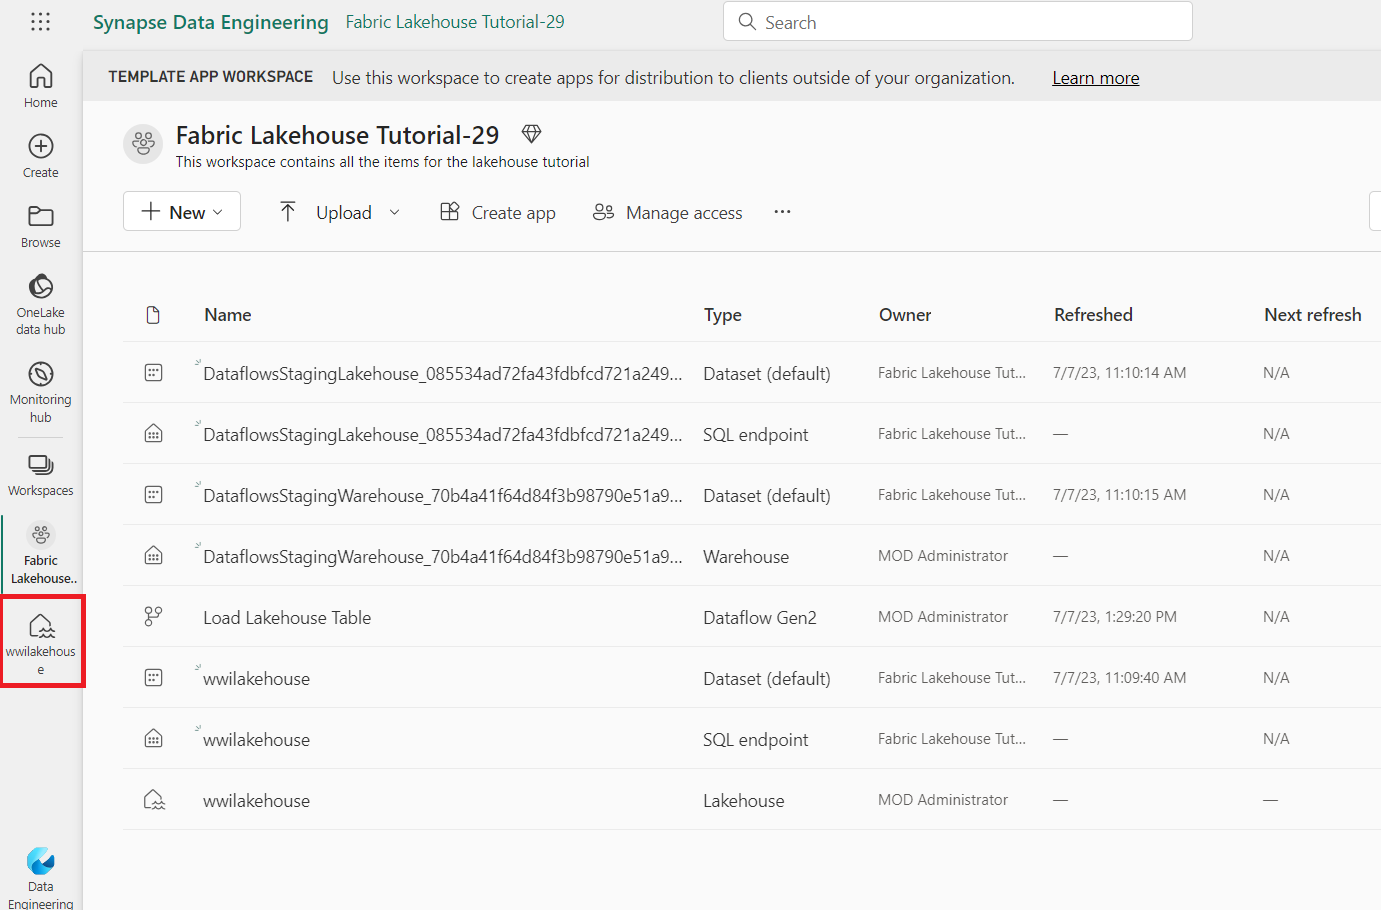 Synapse Data Engineering Fabric Lakehouse Tutorial-29 Search
Home
Create
Browse
OneLake
data hub
Monitoring
hub
Workspaces
Fabric
Lakehouse..
wwilakehous
e
Data
Engineering
TEMPLATE APP WORKSPACE Use this workspace to create apps for distribution to clients outside of your organization. Learn more
Fabric Lakehouse Tutorial-29
This workspace contains all the items for the lakehouse tutorial
New Upload Create app Manage access ...
Name Type Owner Refreshed Next refresh
DataflowsStagingLakehouse_085534ad72fa43fdbfcd721a249... Dataset (default) Fabric Lakehouse Tut... 7/7/23, 11:10:14 AM N/A
DataflowsStagingLakehouse_085534ad72fa43fdbfcd721a249... SQL endpoint Fabric Lakehouse Tut... — N/A
DataflowsStagingWarehouse_70b4a41f64d84f3b98790e51a9... Dataset (default) Fabric Lakehouse Tut... 7/7/23, 11:10:15 AM N/A
DataflowsStagingWarehouse_70b4a41f64d84f3b98790e51a9... Warehouse MOD Administrator — N/A
Load Lakehouse Table Dataflow Gen2 MOD Administrator 7/7/23, 1:29:20 PM N/A
wwilakehouse Dataset (default) Fabric Lakehouse Tut... 7/7/23, 11:09:40 AM N/A
wwilakehouse SQL endpoint Fabric Lakehouse Tut... — N/A
wwilakehouse Lakehouse MOD Administrator — —